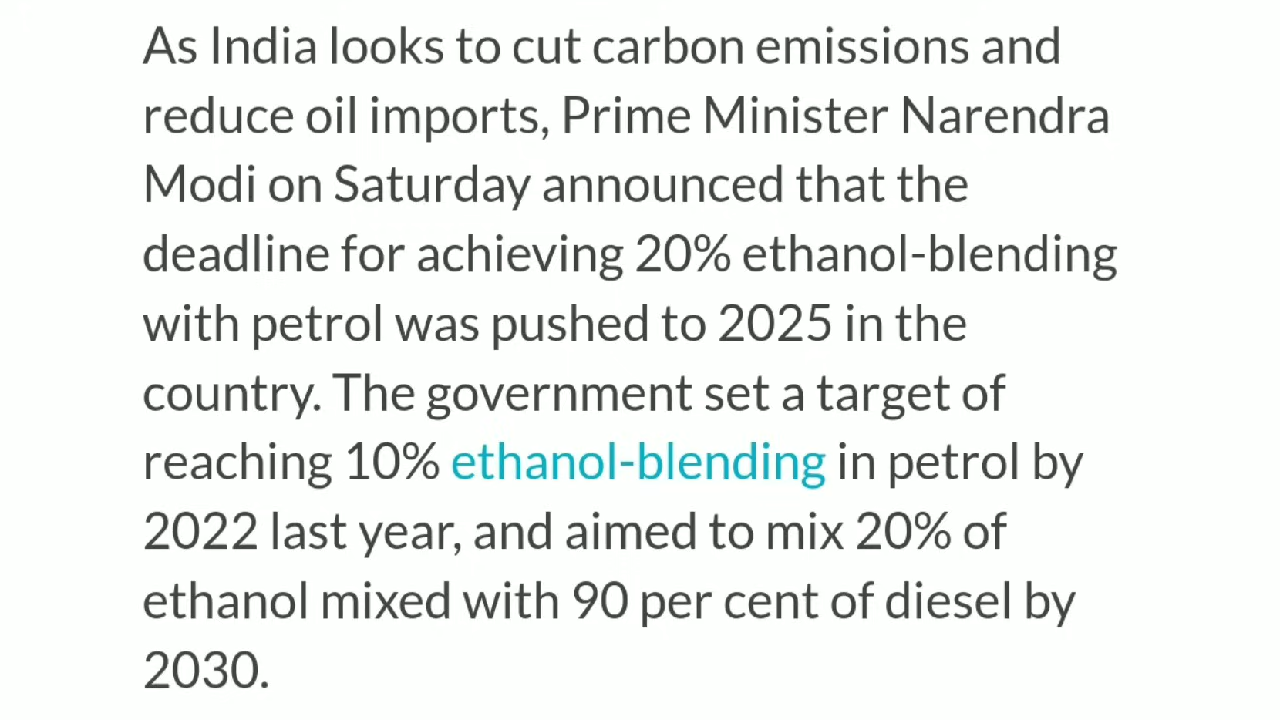 As India looks to cut carbon emissions and
reduce oil imports, Prime Minister Narendra
Modi on Saturday announced that the
deadline for achieving 20% ethanol-blending
with petrol was pushed to 2025 in the
country. The government set a target of
reaching 10% ethanol-blending in petrol by
2022 last year, and aimed to mix 20% of
ethanol mixed with 90 per cent of diesel by
2030.